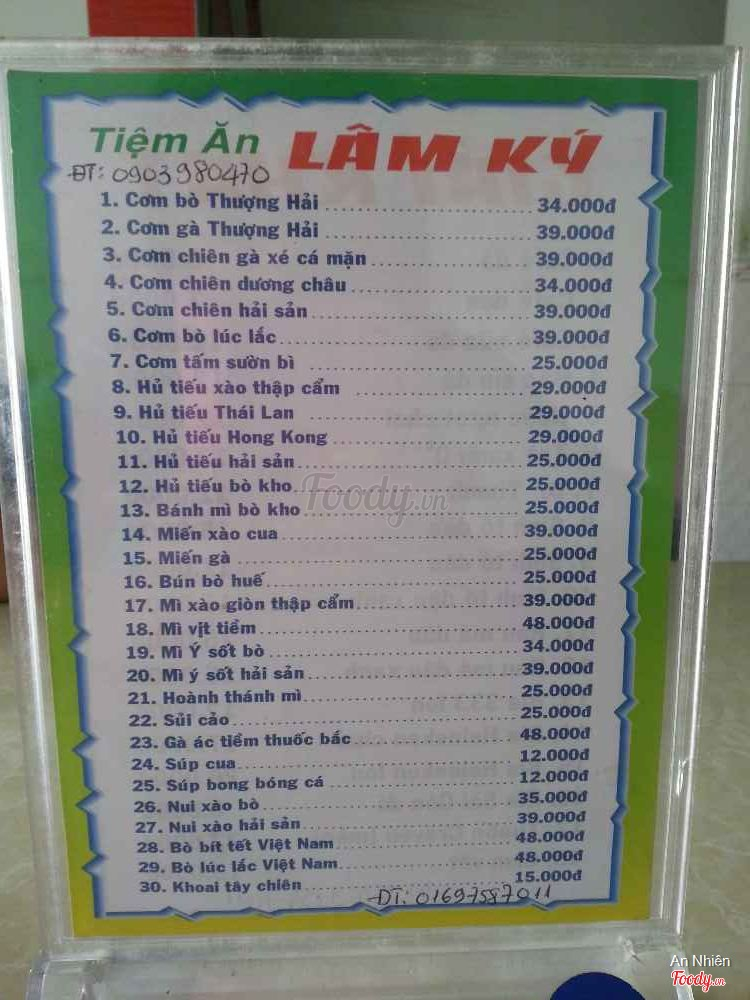 Tiệm Ăn LÂM KÝ
ĐT: 0903980470
1. Cơm bò Thượng Hải ........ 34.000đ
2. Cơm gà Thượng Hải ........ 39.000đ
3. Cơm chiên gà xé cá mặn ........ 39.000đ
4. Cơm chiên dương châu ........ 34.000đ
5. Cơm chiên hải sản ........ 39.000đ
6. Cơm bò lúc lắc ........ 39.000đ
7. Cơm tấm sườn bì ........ 25.000đ
8. Hủ tiếu xào thập cẩm ........ 29.000đ
9. Hủ tiếu Thái Lan ........ 29.000đ
10. Hủ tiếu Hong Kong ........ 29.000đ
11. Hủ tiếu hải sản ........ 25.000đ
12. Hủ tiếu bò kho ........ 25.000đ
Foody.vn
13. Bánh mì bò kho ........ 25.000đ
14. Miến xào cua ........ 39.000đ
15. Miến gà ........ 25.000đ
16. Bún bò huế ........ 25.000đ
17. Mì xào giòn thập cẩm ........ 39.000đ
18. Mì vịt tiềm ........ 48.000đ
19. Mì Ý sốt bò ........ 34.000đ
20. Mì ý sốt hải sản ........ 39.000đ
21. Hoành thánh mì ........ 25.000đ
22. Sủi cảo ........ 25.000đ
23. Gà ác tiềm thuốc bắc ........ 48.000đ
24. Súp cua ........ 12.000đ
25. Súp bong bóng cá ........ 12.000đ
26. Nui xào bò ........ 35.000đ
27. Nui xào hải sản ........ 39.000đ
28. Bò bít tết Việt Nam ........ 48.000đ
29. Bò lúc lắc Việt Nam ........ 48.000đ
30. Khoai tây chiên ........ 15.000đ
ĐT: 01697587011
An Nhiên
Foody.vn